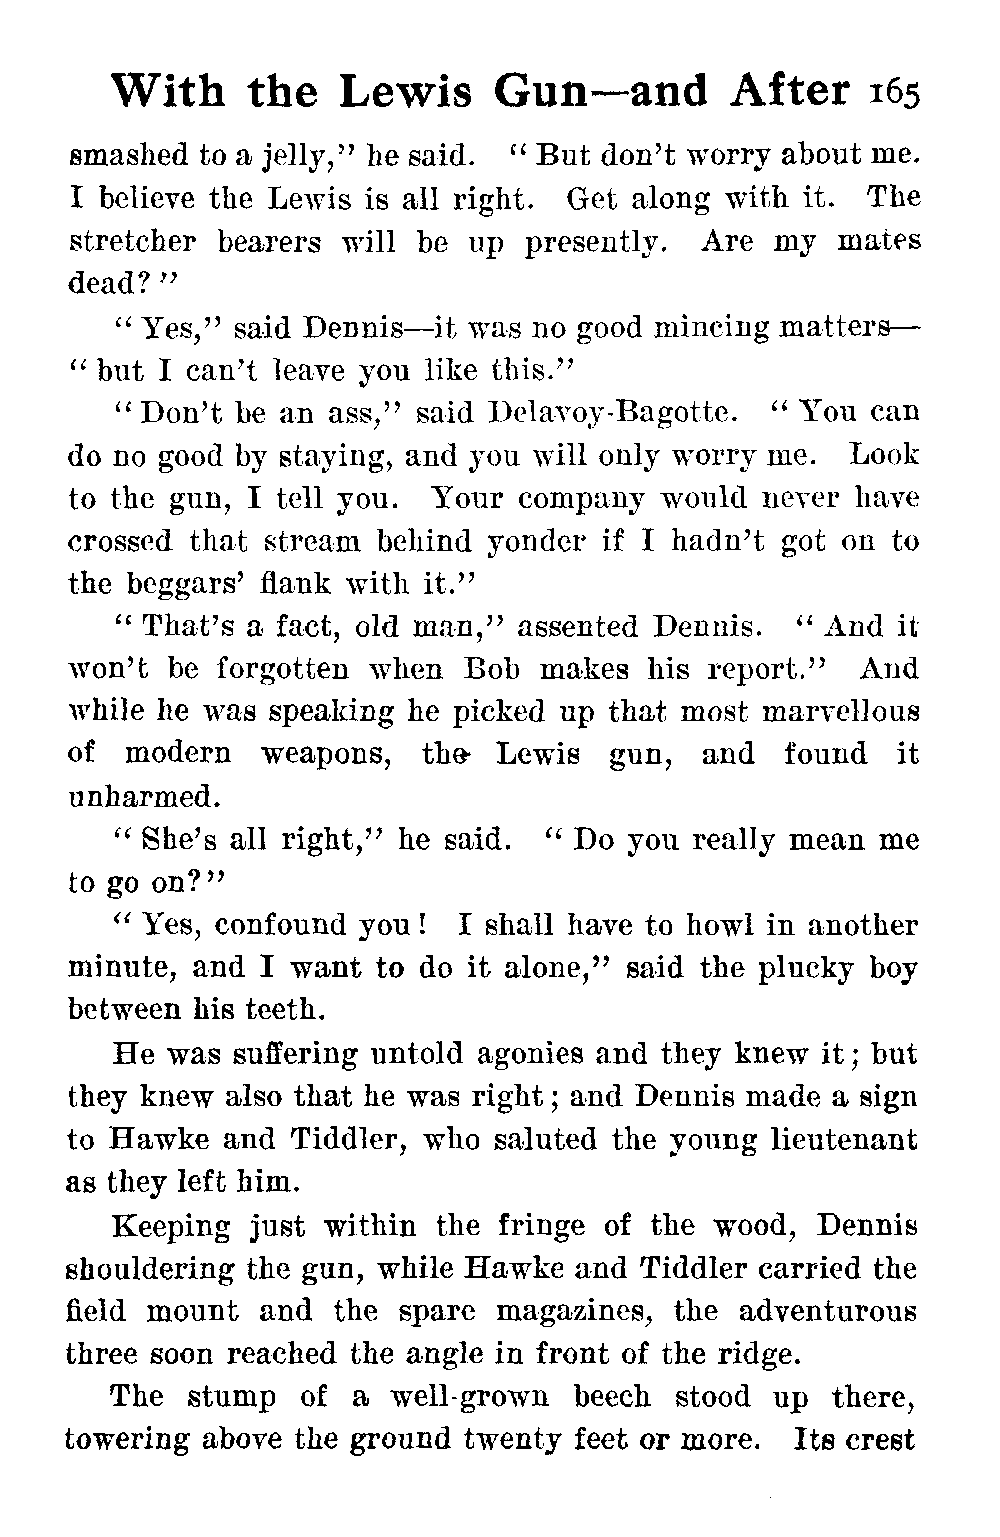 With the Lewis Gun—and After 165
smashed to a jelly," he said. "But don't worry about me.
I believe the Lewis is all right. Get along with it. The
stretcher bearers will be up presently. Are my mates
dead?"
"Yes," said Dennis—it was no good mincing matters—
"but I can't leave you like this."
"Don't be an ass," said Delavoy-Bagotte. "You can
do no good by staying, and you will only worry me. Look
to the gun, I tell you. Your company would never have
crossed that stream behind yonder if I hadn't got on to
the beggars' flank with it."
"That's a fact, old man," assented Dennis. "And it
won't be forgotten when Bob makes his report." And
while he was speaking he picked up that most marvellous
of modern weapons, the Lewis gun, and found it
unharmed.
"She's all right," he said. "Do you really mean me
to go on?"
"Yes, confound you! I shall have to howl in another
minute, and I want to do it alone," said the plucky boy
between his teeth.
He was suffering untold agonies and they knew it; but
they knew also that he was right; and Dennis made a sign
to Hawke and Tiddler, who saluted the young lieutenant
as they left him.
Keeping just within the fringe of the wood, Dennis
shouldering the gun, while Hawke and Tiddler carried the
field mount and the spare magazines, the adventurous
three soon reached the angle in front of the ridge.
The stump of a well-grown beech stood up there,
towering above the ground twenty feet or more. Its crest